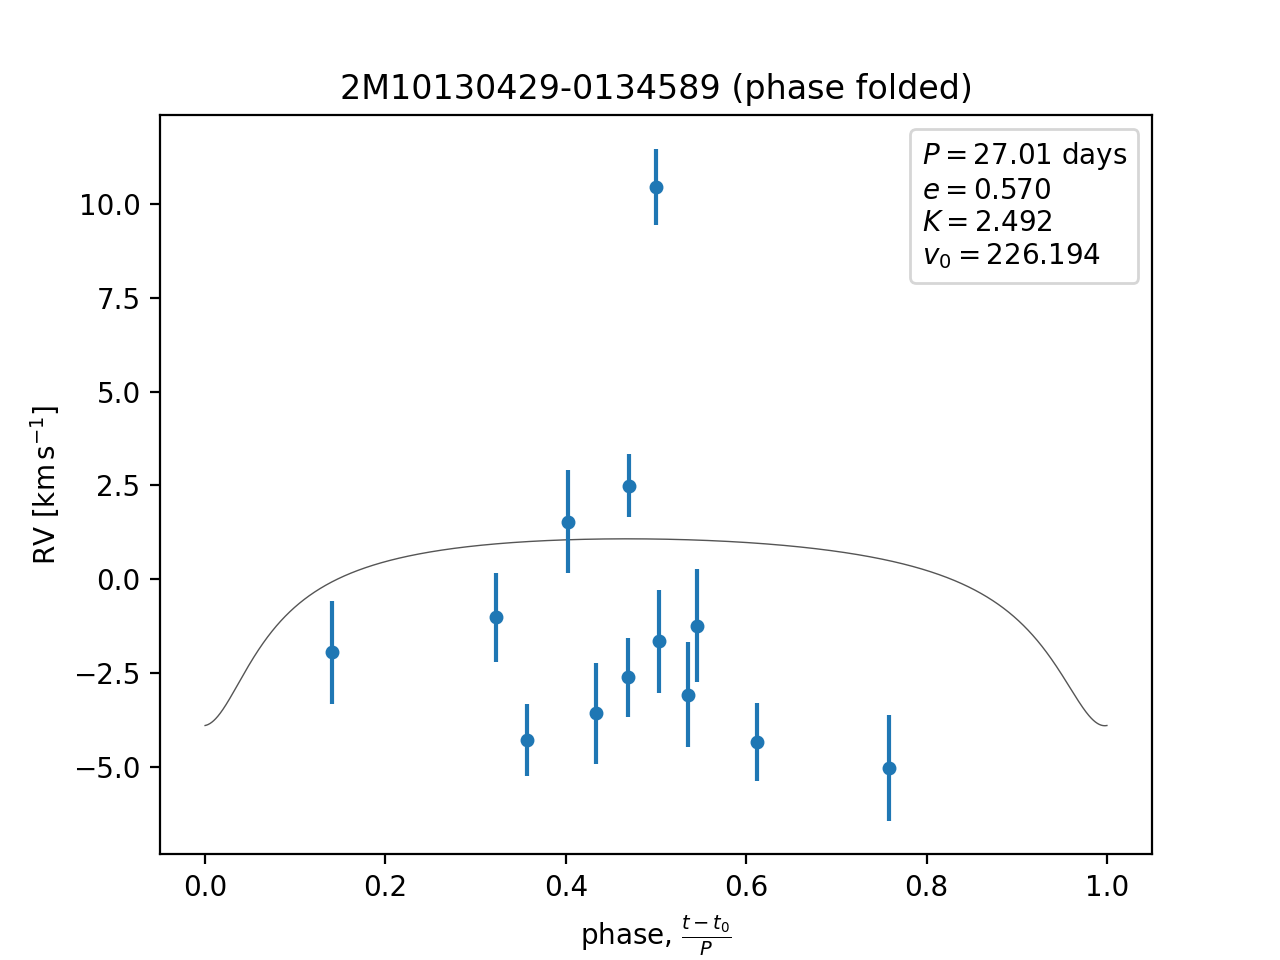 2M10130429-0134589 (phase folded)
P = 27.01 days
e = 0.570
K = 2.492
v₀ = 226.194
RV [km s⁻¹]
10.0
7.5
5.0
2.5
0.0
−2.5
−5.0
0.0 0.2 0.4 0.6 0.8 1.0
phase, (t − t₀)/P